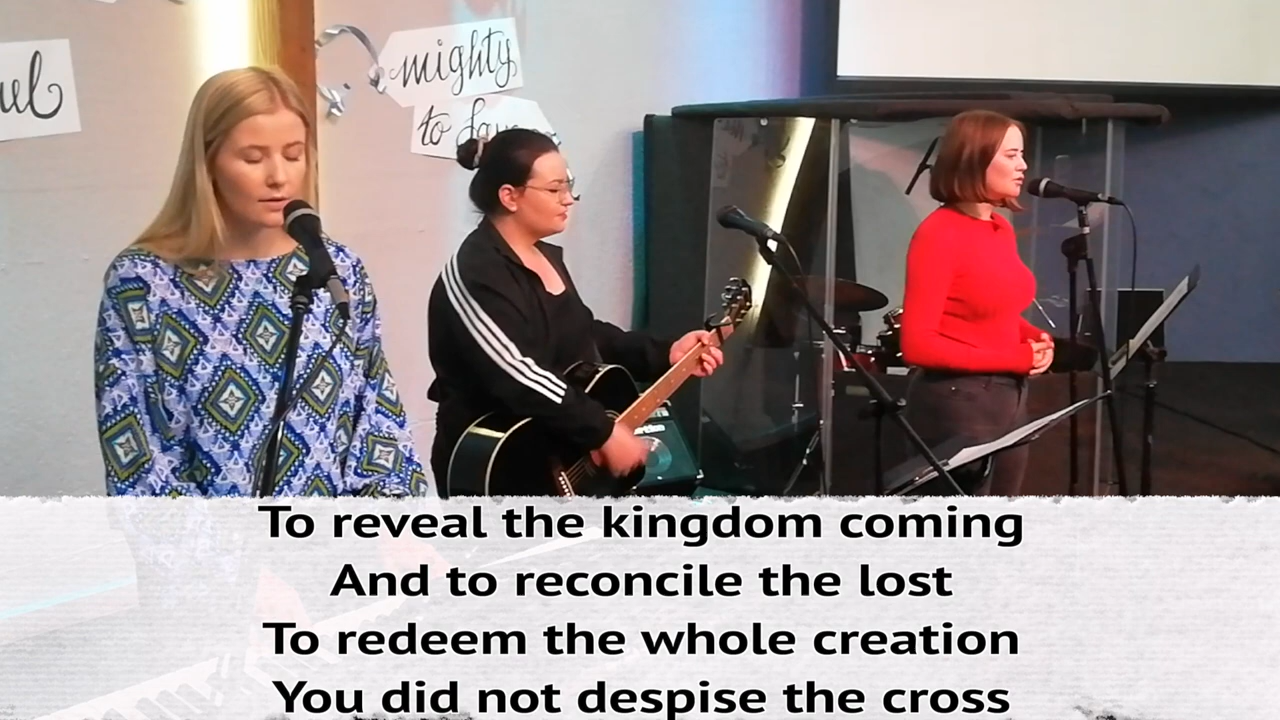 mighty
to
To reveal the kingdom coming
And to reconcile the lost
To redeem the whole creation
You did not despise the cross